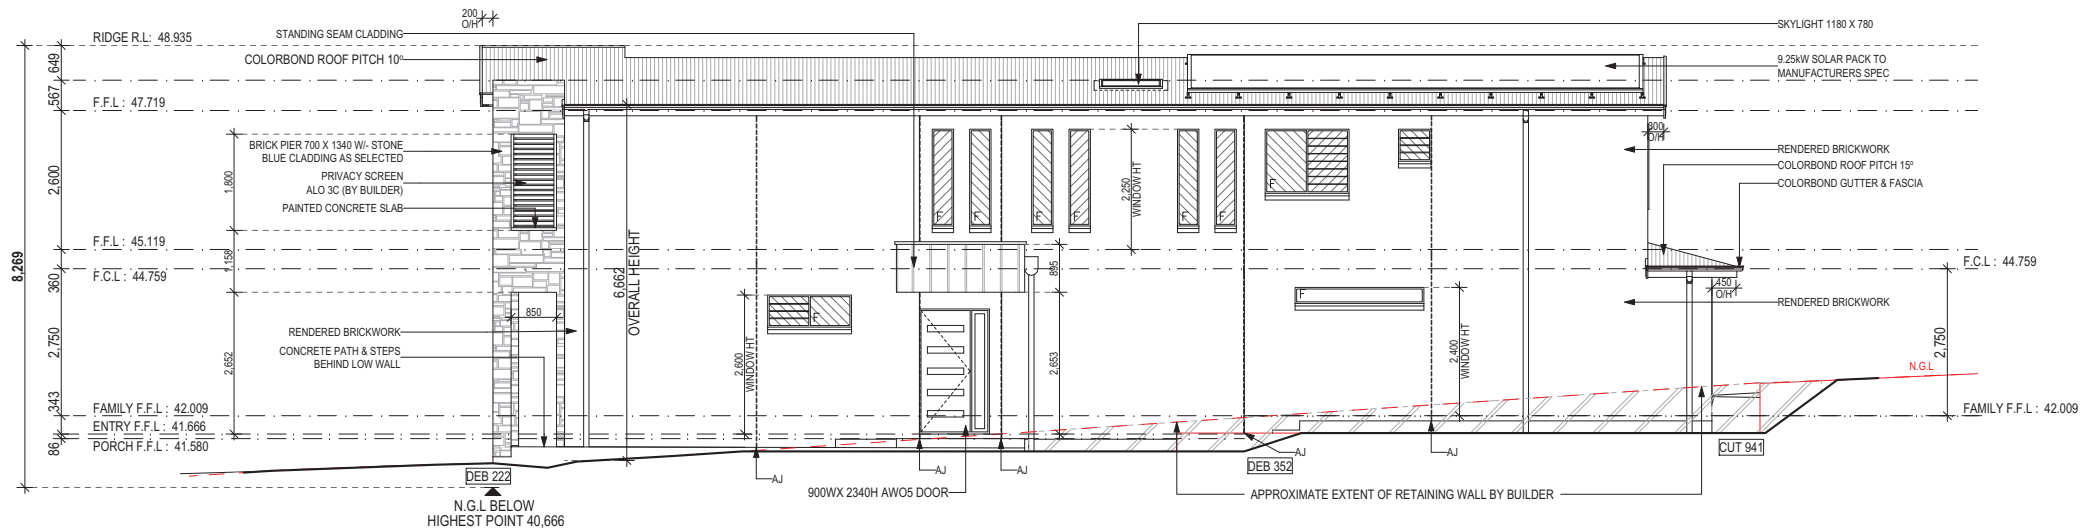 200
O/H
RIDGE R.L: 48.935
STANDING SEAM CLADDING
SKYLIGHT 1180 X 780
COLORBOND ROOF PITCH 10º
9.25kW SOLAR PACK TO
MANUFACTURERS SPEC
649
567
F.F.L : 47.719
2,600
BRICK PIER 700 X 1340 W/- STONE
BLUE CLADDING AS SELECTED
PRIVACY SCREEN
ALO 3C (BY BUILDER)
PAINTED CONCRETE SLAB
1,800
F
F
F
F
F
F
F
2,250
WINDOW HT
300
O/H
RENDERED BRICKWORK
COLORBOND ROOF PITCH 15º
COLORBOND GUTTER & FASCIA
F.F.L : 45.119
1,158
8,269
360
F.C.L : 44.759
6,662
OVERALL HEIGHT
895
F.C.L : 44.759
450
O/H
RENDERED BRICKWORK
850
F
F
2,750
RENDERED BRICKWORK
CONCRETE PATH & STEPS
BEHIND LOW WALL
2,652
2,600
WINDOW HT
2,653
2,400
WINDOW HT
2,750
N.G.L
343
FAMILY F.F.L : 42.009
ENTRY F.F.L : 41.666
PORCH F.F.L : 41.580
86
FAMILY F.F.L : 42.009
DEB 222
AJ
AJ
AJ
AJ
AJ
DEB 352
CUT 941
900WX 2340H AWO5 DOOR
APPROXIMATE EXTENT OF RETAINING WALL BY BUILDER
N.G.L BELOW
HIGHEST POINT 40,666